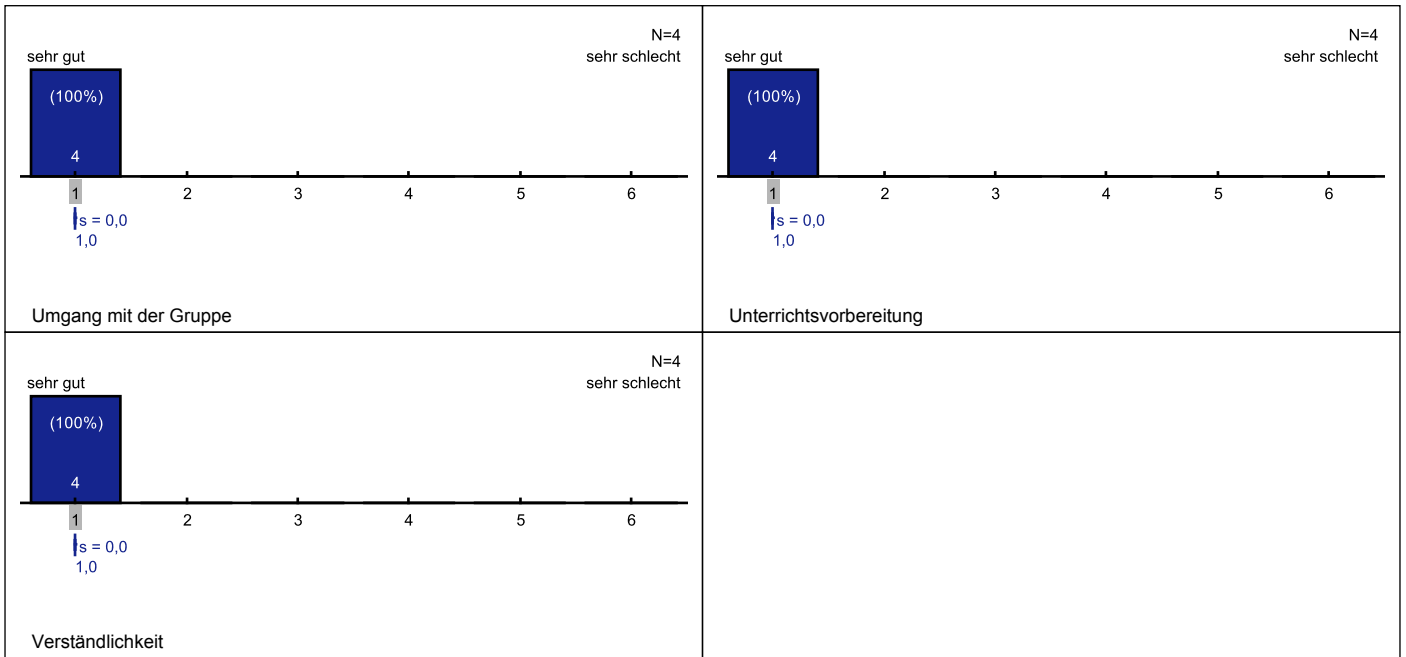 N=4
sehr gut
sehr schlecht
(100%)
4
1 2 3 4 5 6
s = 0,0
1,0
Umgang mit der Gruppe
N=4
sehr gut
sehr schlecht
(100%)
4
1 2 3 4 5 6
s = 0,0
1,0
Unterrichtsvorbereitung
N=4
sehr gut
sehr schlecht
(100%)
4
1 2 3 4 5 6
s = 0,0
1,0
Verständlichkeit